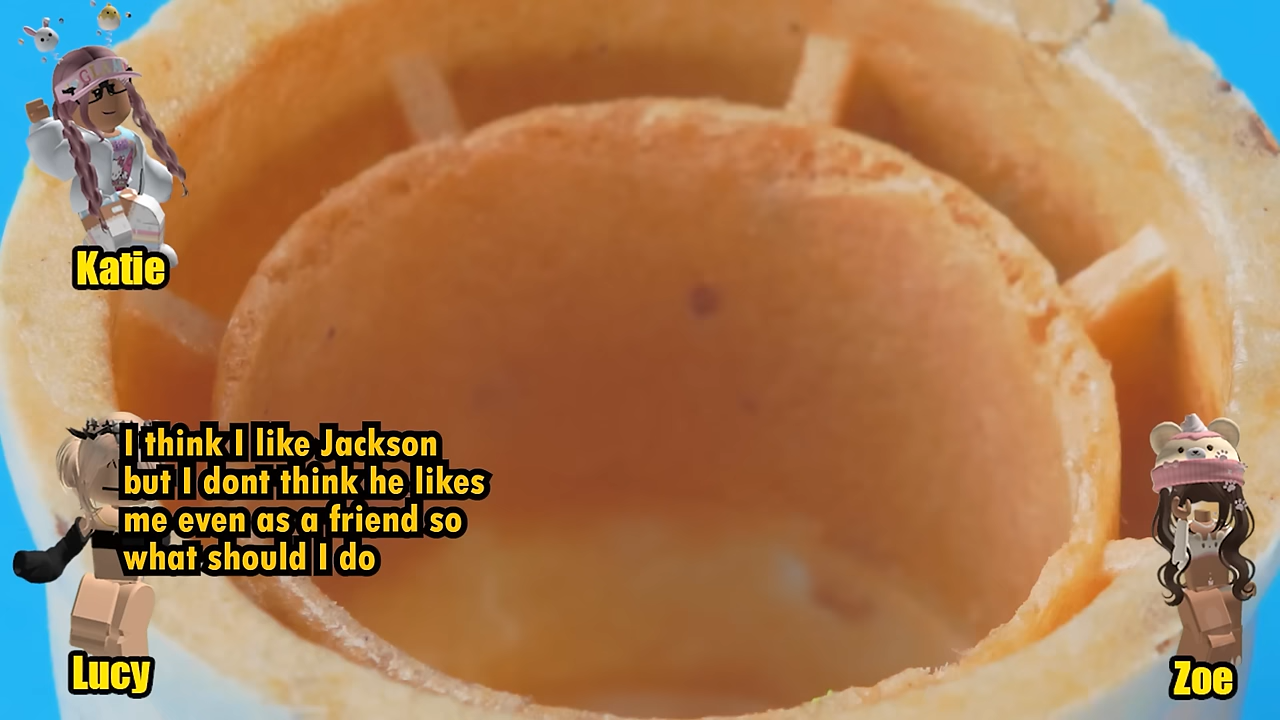 Katie
I think I like Jackson
but I dont think he likes
me even as a friend so
what should I do
Lucy
Zoe